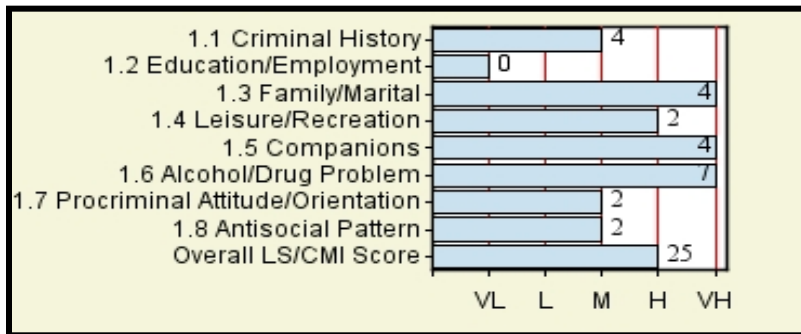 1.1 Criminal History 4
1.2 Education/Employment 0
1.3 Family/Marital 4
1.4 Leisure/Recreation 2
1.5 Companions 4
1.6 Alcohol/Drug Problem 7
1.7 Procriminal Attitude/Orientation 2
1.8 Antisocial Pattern 2
Overall LS/CMI Score 25
VL L M H VH